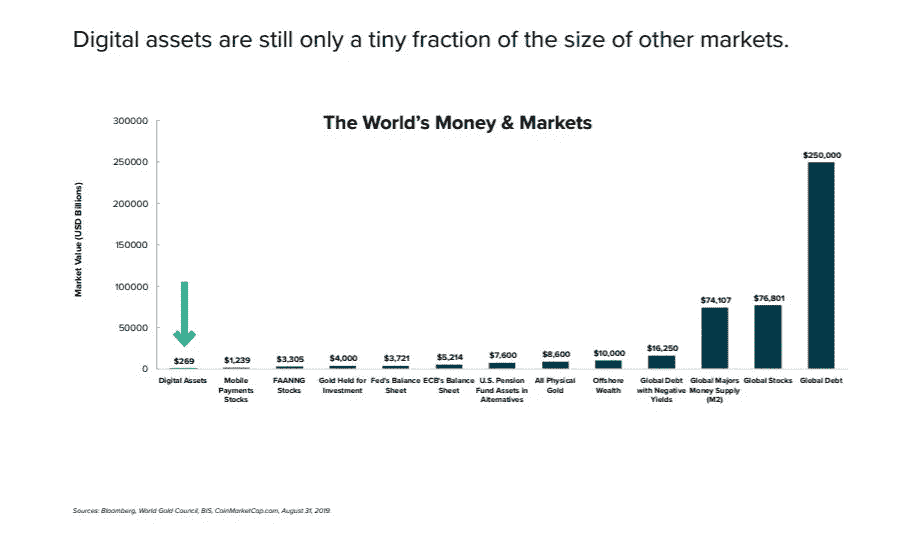 Digital assets are still only a tiny fraction of the size of other markets.
The World's Money & Markets
Market Value (USD Billions)
300000
250000
200000
150000
100000
50000
0
$269
$1,239
$3,305
$4,000
$3,721
$5,214
$7,600
$8,600
$10,000
$16,250
$74,107
$76,801
$250,000
Digital Assets
Mobile
Payments
Stocks
FAANNG
Stocks
Gold Held for
Investment
Fed's Balance
Sheet
ECB's Balance
Sheet
U.S. Pension
Fund Assets in
Alternatives
All Physical
Gold
Offshore
Wealth
Global Debt
with Negative
Yields
Global Majors
Money Supply
(M2)
Global Stocks
Global Debt
Sources: Bloomberg, World Gold Council, BIS, CoinMarketCap.com, August 31, 2019.